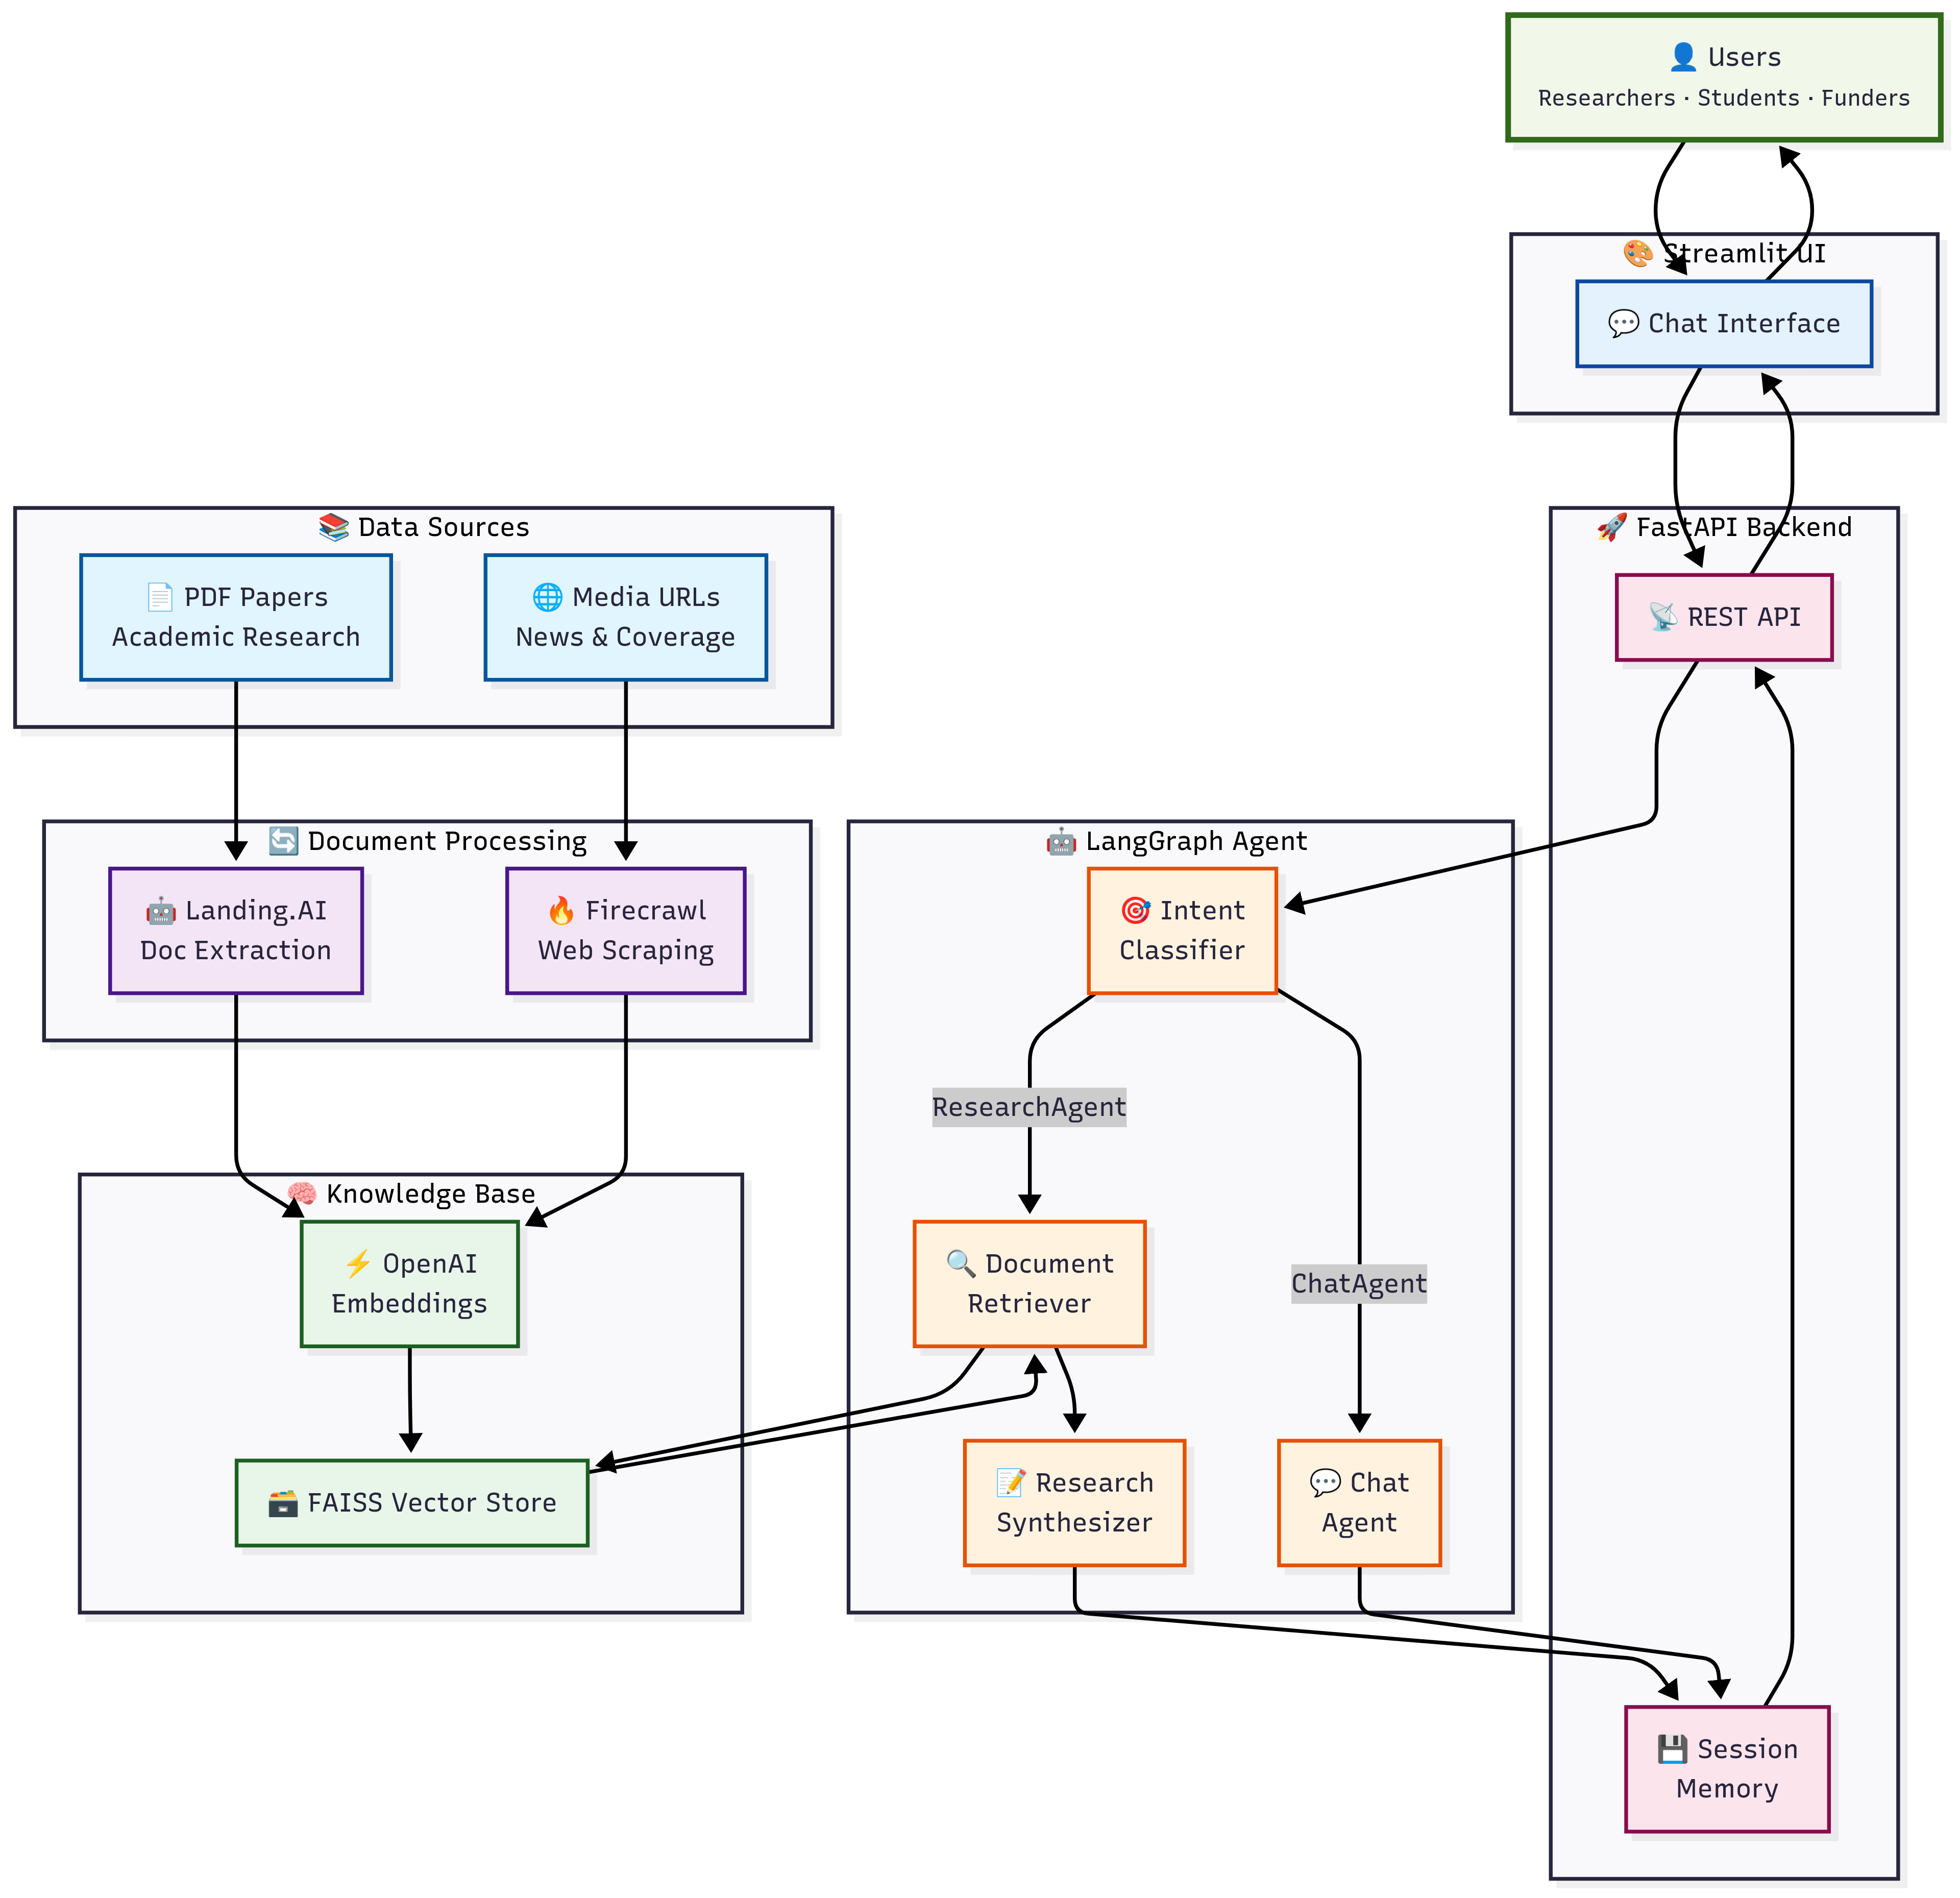 👤 Users
Researchers · Students · Funders
🎨 Streamlit UI
💬 Chat Interface
📚 Data Sources
📄 PDF Papers
Academic Research
🌐 Media URLs
News & Coverage
🚀 FastAPI Backend
📡 REST API
🔄 Document Processing
🤖 Landing.AI
Doc Extraction
🔥 Firecrawl
Web Scraping
🤖 LangGraph Agent
🎯 Intent
Classifier
ResearchAgent
ChatAgent
🧠 Knowledge Base
⚡ OpenAI
Embeddings
🗃️ FAISS Vector Store
🔍 Document
Retriever
📝 Research
Synthesizer
💬 Chat
Agent
💾 Session
Memory